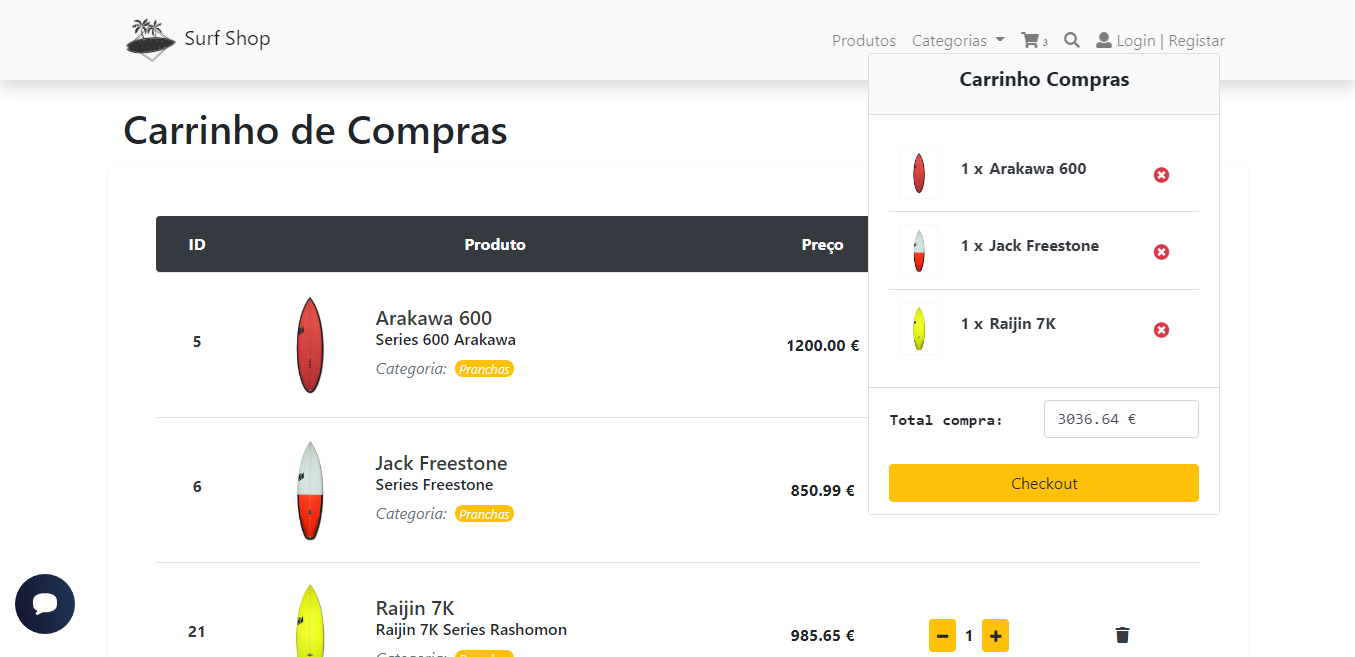 Surf Shop
Produtos Categorias 3 Login | Registar
Carrinho Compras
1 x Arakawa 600
1 x Jack Freestone
1 x Raijin 7K
Total compra: 3036.64 €
Checkout
Carrinho de Compras
ID Produto Preço
5 Arakawa 600 1200.00 €
Series 600 Arakawa
Categoria: Pranchas
6 Jack Freestone 850.99 €
Series Freestone
Categoria: Pranchas
21 Raijin 7K 985.65 € − 1 +
Raijin 7K Series Rashomon
Categoria: Pranchas